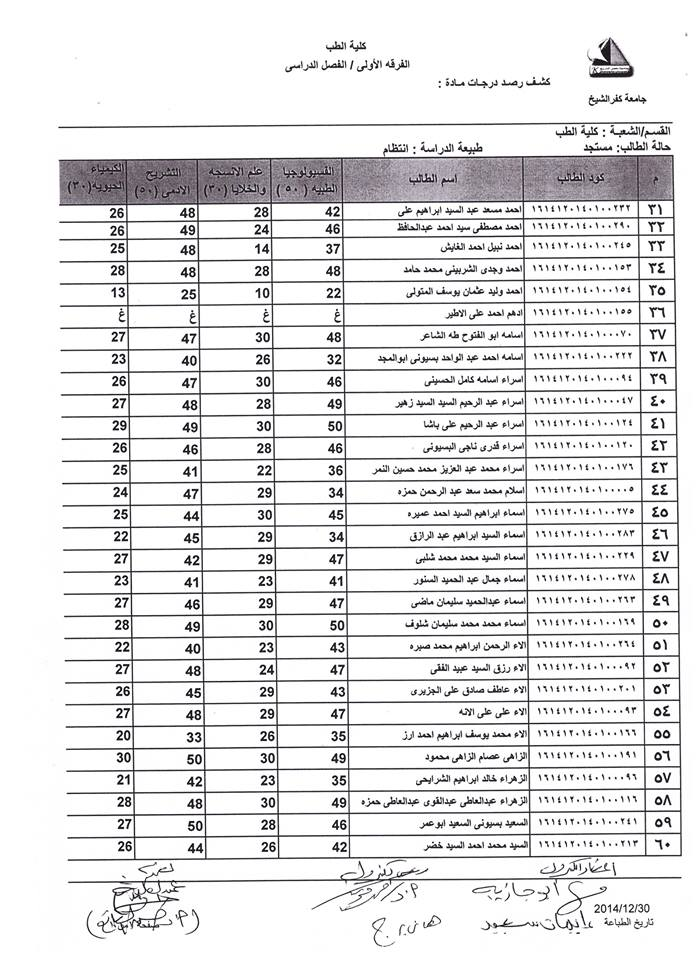 كلية الطب
الفرقه الأولى / الفصل الدراسى
كشف رصد درجات مادة :
جامعة كفرالشيخ
القسم/الشعبة : كلية الطب
حالة الطالب: مستجد طبيعة الدراسة : انتظام
م كود الطالب اسم الطالب الفسيولوجيا الطبيه (٥٠) علم الانسجه والخلايا (٣٠) التشريح الادمى (٥٠) الكيمياء الحيويه(٣٠)
٣١ ١٦١٤١٢٠١٤٠١٠٠٢٣٢ احمد مسعد عبد السيد ابراهيم على 42 28 48 26
٣٢ ١٦١٤١٢٠١٤٠١٠٠٢٩٠ احمد مصطفى سيد احمد عبدالحافظ 46 24 49 26
٣٣ ١٦١٤١٢٠١٤٠١٠٠٢٤٥ احمد نبيل احمد الغايش 37 14 48 25
٣٤ ١٦١٤١٢٠١٤٠١٠٠١٥٣ احمد وجدى الشربينى محمد حامد 48 28 48 28
٣٥ ١٦١٤١٢٠١٤٠١٠٠١٥٤ احمد وليد عثمان يوسف المتولى 22 10 25 13
٣٦ ١٦١٤١٢٠١٤٠١٠٠١٥٥ ادهم احمد على الاطير غ غ غ غ
٣٧ ١٦١٤١٢٠١٤٠١٠٠٠٧٠ اسامه ابو الفتوح طه الشاعر 48 30 47 27
٣٨ ١٦١٤١٢٠١٤٠١٠٠٢٢٢ اسامه احمد عبد الواحد بسيونى ابوالمجد 32 26 40 23
٣٩ ١٦١٤١٢٠١٤٠١٠٠٠٩٤ اسراء اسامه كامل الحسينى 46 30 47 26
٤٠ ١٦١٤١٢٠١٤٠١٠٠٠٤٧ اسراء عبد الرحيم السيد السيد زهير 49 28 48 27
٤١ ١٦١٤١٢٠١٤٠١٠٠١٢٤ اسراء عبد الرحيم على باشا 50 30 49 29
٤٢ ١٦١٤١٢٠١٤٠١٠٠١٢٠ اسراء قدرى ناجى البسيونى 46 28 46 26
٤٣ ١٦١٤١٢٠١٤٠١٠٠١٧٦ اسراء محمد عبد العزيز محمد حسين النمر 36 22 41 25
٤٤ ١٦١٤١٢٠١٤٠١٠٠٠٠٥ اسلام محمد سعد عبد الرحمن حمزه 34 29 47 24
٤٥ ١٦١٤١٢٠١٤٠١٠٠٢٧٥ اسماء ابراهيم السيد احمد عميره 45 30 44 25
٤٦ ١٦١٤١٢٠١٤٠١٠٠٢٨٣ اسماء السيد ابراهيم عبد الرازق 34 29 45 22
٤٧ ١٦١٤١٢٠١٤٠١٠٠٢٢٩ اسماء السيد محمد محمد شلبى 47 29 42 27
٤٨ ١٦١٤١٢٠١٤٠١٠٠٢٧٨ اسماء جمال عبد الحميد السنور 41 23 41 23
٤٩ ١٦١٤١٢٠١٤٠١٠٠٢٦٣ اسماء عبدالحميد سليمان ماضى 47 29 46 27
٥٠ ١٦١٤١٢٠١٤٠١٠٠١٦٩ اسماء محمد محمد سليمان شلوف 50 30 49 28
٥١ ١٦١٤١٢٠١٤٠١٠٠٢٦٤ الاء الرحمن ابراهيم محمد صبره 43 23 40 22
٥٢ ١٦١٤١٢٠١٤٠١٠٠٠٩٢ الاء رزق السيد عبيد الفقى 47 24 48 27
٥٣ ١٦١٤١٢٠١٤٠١٠٠٢٠١ الاء عاطف صادق على الجزيرى 43 29 45 26
٥٤ ١٦١٤١٢٠١٤٠١٠٠٠٩٣ الاء على على الانه 47 29 48 27
٥٥ ١٦١٤١٢٠١٤٠١٠٠١٦٦ الاء محمد يوسف ابراهيم احمد ارز 35 26 33 20
٥٦ ١٦١٤١٢٠١٤٠١٠٠١٩١ الزاهى عصام الزاهى محمود 49 30 50 30
٥٧ ١٦١٤١٢٠١٤٠١٠٠٠٩٦ الزهراء خالد ابراهيم الشرايحى 35 23 42 21
٥٨ ١٦١٤١٢٠١٤٠١٠٠١١٦ الزهراء عبدالعاطى عبدالقوى عبدالعاطى حمزه 49 30 48 28
٥٩ ١٦١٤١٢٠١٤٠١٠٠٢٤١ السعيد بسيونى السعيد ابوعمر 46 28 50 27
٦٠ ١٦١٤١٢٠١٤٠١٠٠٢١٣ السيد محمد احمد السيد خضر 42 26 44 26
2014/12/30
تاريخ الطباعة